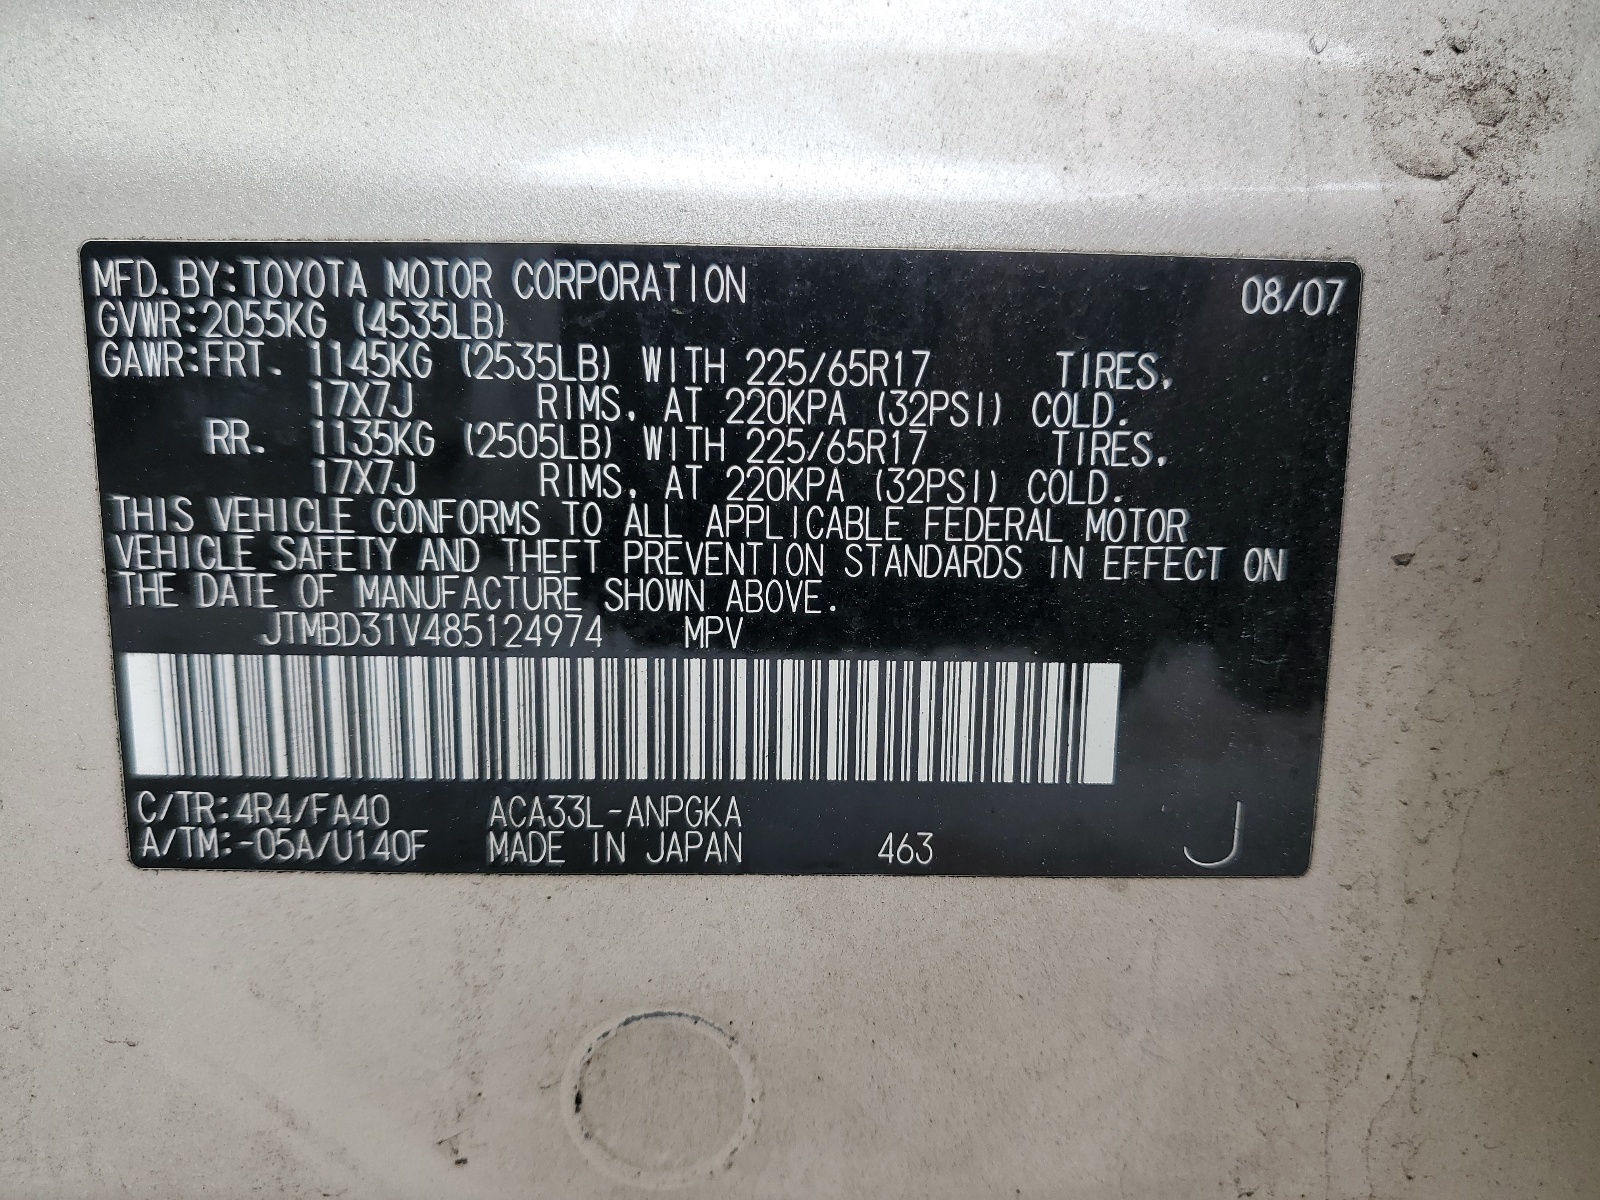 MFD. BY:TOYOTA MOTOR CORPORATION 08/07
GVWR:2055KG (4535LB)
GAWR:FRT. 1145KG (2535LB) WITH 225/65R17 TIRES,
17X7J RIMS, AT 220KPA (32PSI) COLD.
RR. 1135KG (2505LB) WITH 225/65R17 TIRES,
17X7J RIMS, AT 220KPA (32PSI) COLD.
THIS VEHICLE CONFORMS TO ALL APPLICABLE FEDERAL MOTOR
VEHICLE SAFETY AND THEFT PREVENTION STANDARDS IN EFFECT ON
THE DATE OF MANUFACTURE SHOWN ABOVE.
JTMBD31V485124974 MPV
C/TR:4R4/FA40 ACA33L-ANPGKA
A/TM:-05A/U140F MADE IN JAPAN 463 J